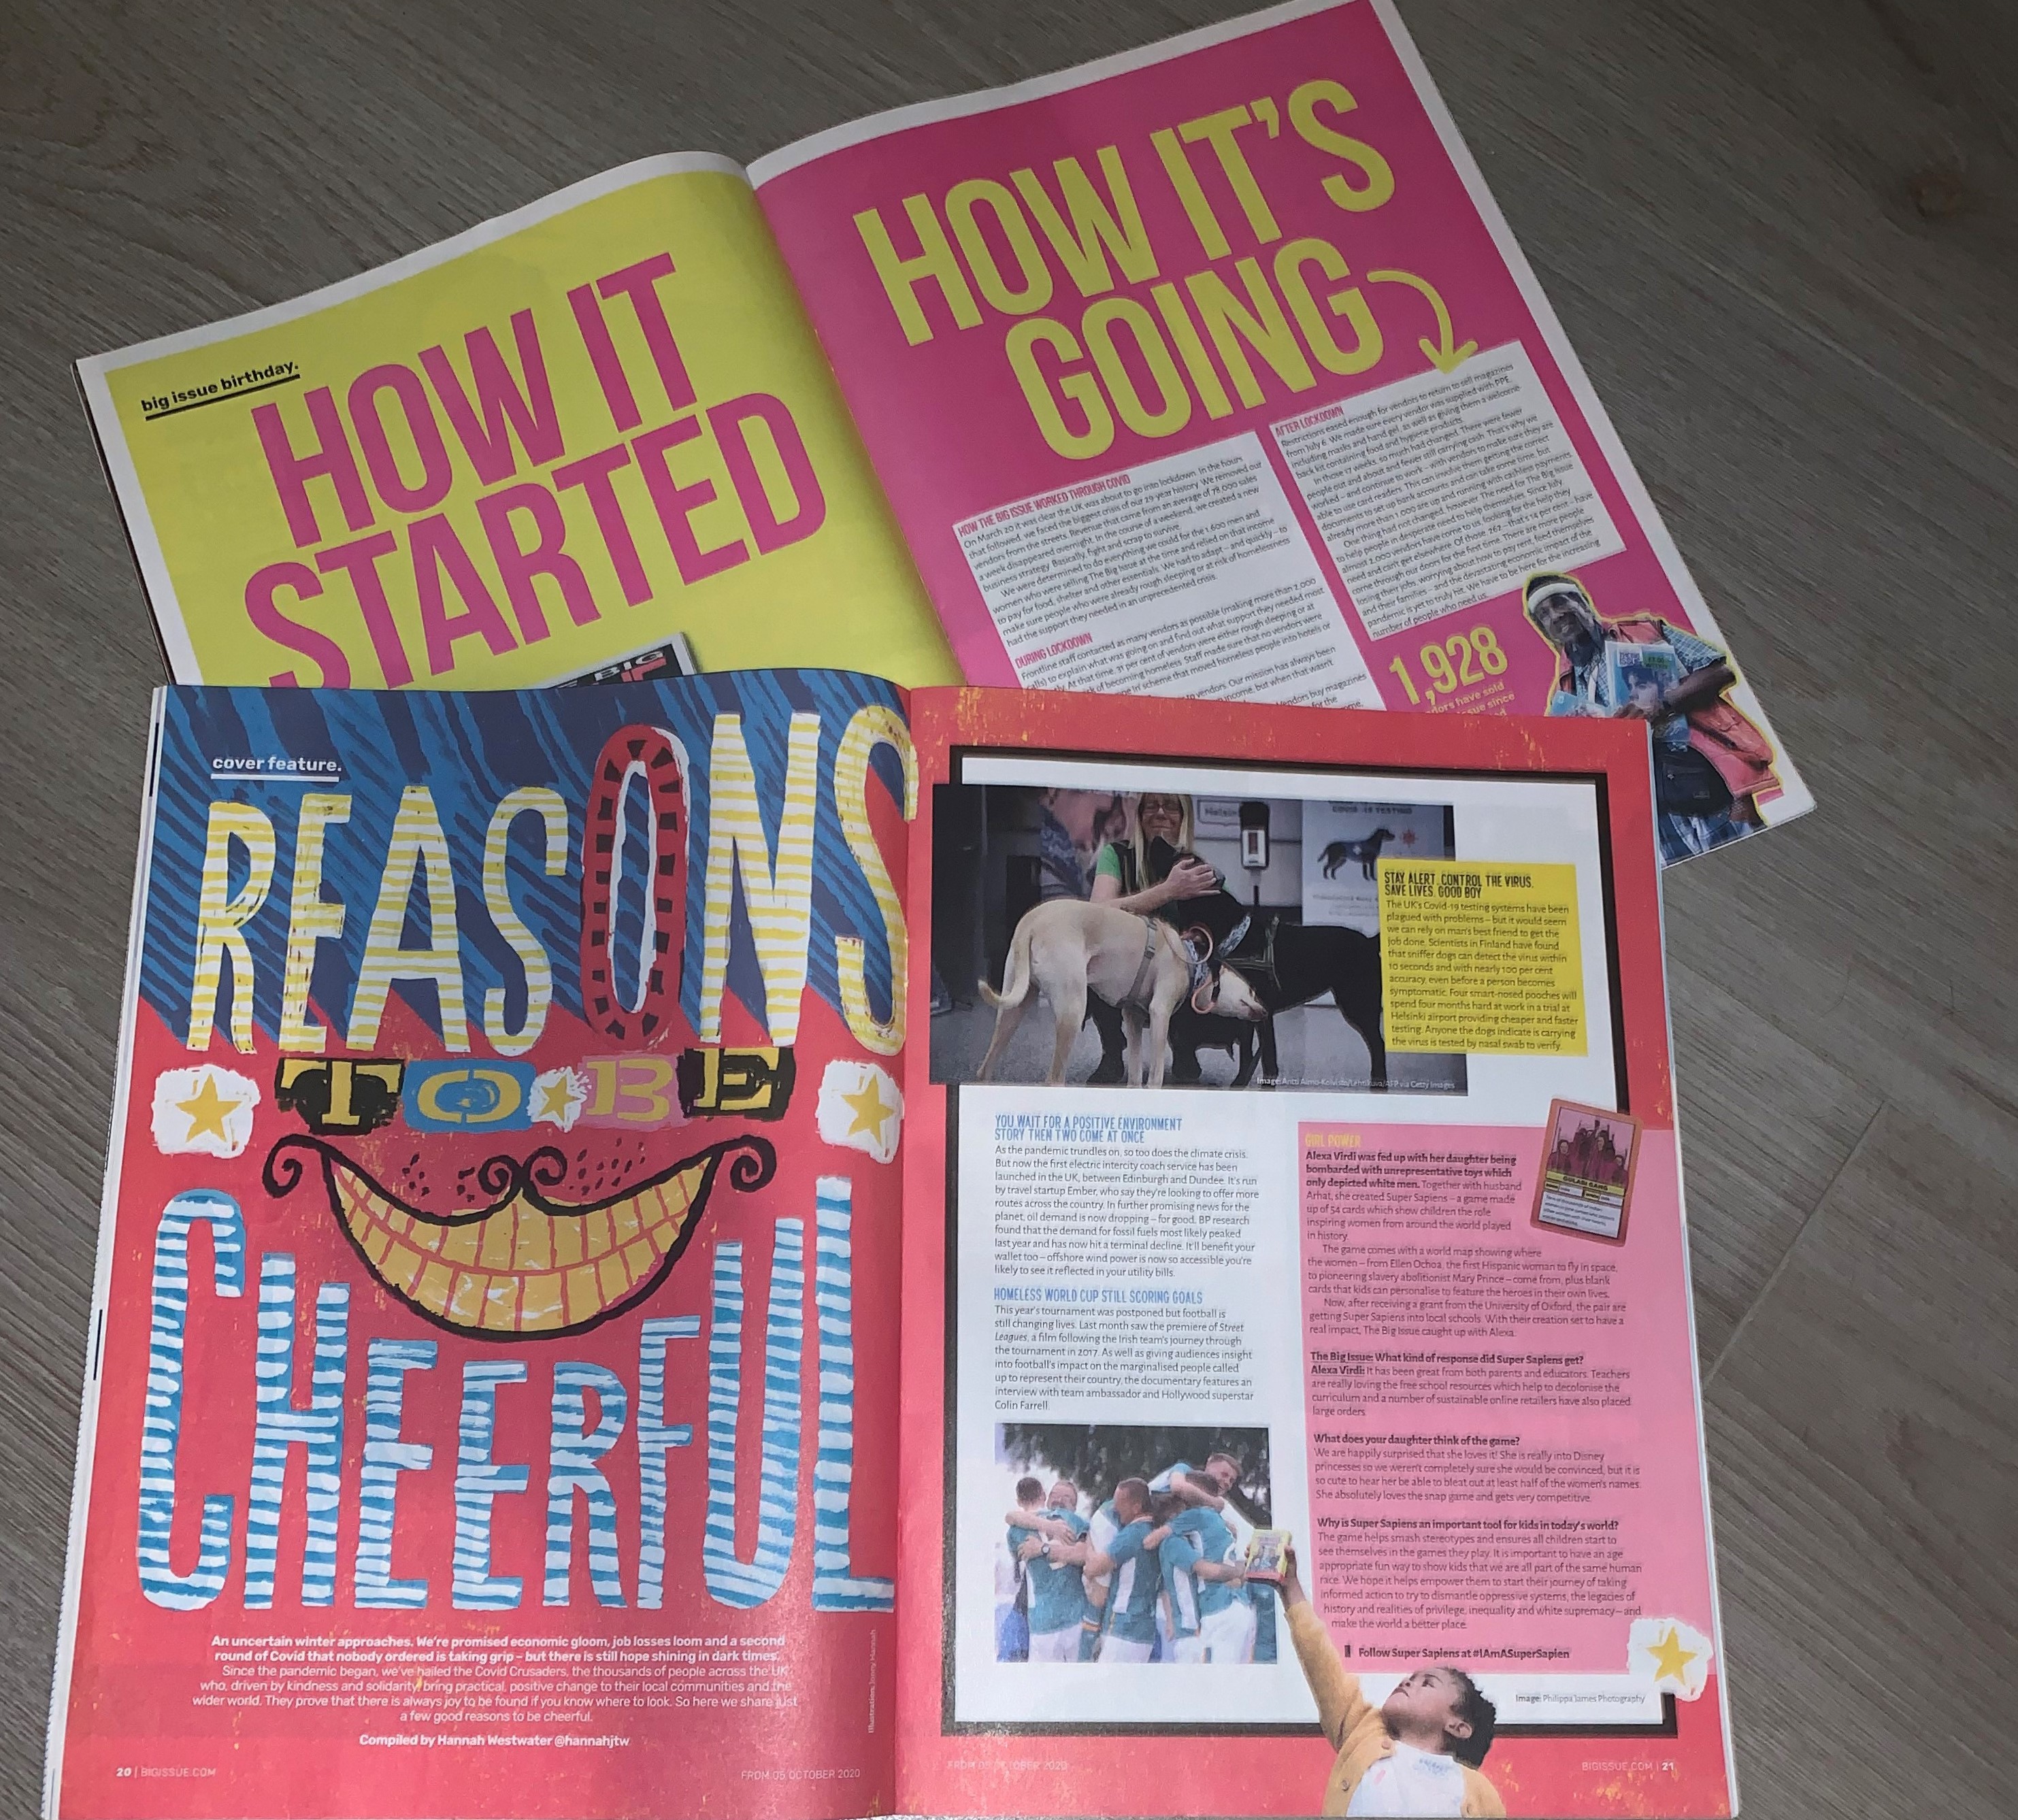 big issue birthday.
HOW IT
STARTED
HOW IT'S
GOING
HOW THE BIG ISSUE WORKED THROUGH COVID
On March 20 it was clear the UK was about to go into lockdown. In the hours
that followed, we faced the biggest crisis of our 29-year history. We removed our
vendors from the streets. Revenue that came from an average of 78,000 sales
a week disappeared overnight. In the course of a weekend, we created a new
business strategy. Basically, fight and scrap to survive.
We were determined to do everything we could for the 1,600 men and
women who were selling The Big Issue at the time and relied on that income
to pay for food, shelter and other essentials. We had to adapt – and quickly – to
make sure people who were already rough sleeping or at risk of homelessness
had the support they needed in an unprecedented crisis.
DURING LOCKDOWN
Frontline staff contacted as many vendors as possible (making more than 2,000
calls) to explain what was going on and find out what support they needed most
At that time, 11 per cent of vendors were either rough sleeping or at
of becoming homeless. Staff made sure that no vendors were
scheme that moved homeless people into hotels or
to vendors. Our mission has always been
income, but when that wasn't
vendors buy magazines
for the
AFTER LOCKDOWN
Restrictions eased enough for vendors to return to sell magazines
from July 6. We made sure every vendor was supplied with PPE
including masks and hand gel, as well as giving them a welcome
back kit containing food and hygiene products.
In those 17 weeks, so much had changed. There were fewer
people out and about and fewer still carrying cash. That's why we
worked – and continue to work – with vendors to make sure they are
able to use card readers. This can involve them getting the correct
documents to set up bank accounts and can take some time, but
already more than 1,000 are up and running with cashless payments
One thing had not changed, however. The need for The Big Issue
to help people in desperate need to help themselves. Since July
almost 2,000 vendors have come to us, looking for the help they
need and can't get elsewhere. Of those, 267 – that's 14 per cent – have
come through our doors for the first time. There are more people
losing their jobs, worrying about how to pay rent, feed themselves
and their families – and the devastating economic impact of the
pandemic is yet to truly hit. We have to be here for the increasing
number of people who need us.
1,928
have sold
since
cover feature.
REASONS
TO BE
CHEERFUL
An uncertain winter approaches. We're promised economic gloom, job losses loom and a second
round of Covid that nobody ordered is taking grip – but there is still hope shining in dark times.
Since the pandemic began, we've hailed the Covid Crusaders, the thousands of people across the UK
who, driven by kindness and solidarity, bring practical, positive change to their local communities and the
wider world. They prove that there is always joy to be found if you know where to look. So here we share just
a few good reasons to be cheerful.
Compiled by Hannah Westwater @hannahjtw
20 | BIGISSUE.COM
FROM 05 OCTOBER 2020
STAY ALERT. CONTROL THE VIRUS.
SAVE LIVES. GOOD BOY
The UK's Covid-19 testing systems have been
plagued with problems – but it would seem
we can rely on man's best friend to get the
job done. Scientists in Finland have found
that sniffer dogs can detect the virus within
10 seconds and with nearly 100 per cent
accuracy, even before a person becomes
symptomatic. Four smart-nosed pooches will
spend four months hard at work in a trial at
Helsinki airport providing cheaper and faster
testing. Anyone the dogs indicate is carrying
the virus is tested by nasal swab to verify.
Image: Antti Aimo-Koivisto/Lehtikuva/AFP via Getty Images
YOU WAIT FOR A POSITIVE ENVIRONMENT
STORY THEN TWO COME AT ONCE
As the pandemic trundles on, so too does the climate crisis.
But now the first electric intercity coach service has been
launched in the UK, between Edinburgh and Dundee. It's run
by travel startup Ember, who say they're looking to offer more
routes across the country. In further promising news for the
planet, oil demand is now dropping – for good. BP research
found that the demand for fossil fuels most likely peaked
last year and has now hit a terminal decline. It'll benefit your
wallet too – offshore wind power is now so accessible you're
likely to see it reflected in your utility bills.
HOMELESS WORLD CUP STILL SCORING GOALS
This year's tournament was postponed but football is
still changing lives. Last month saw the premiere of Street
Leagues, a film following the Irish team's journey through
the tournament in 2017. As well as giving audiences insight
into football's impact on the marginalised people called
up to represent their country, the documentary features an
interview with team ambassador and Hollywood superstar
Colin Farrell.
GIRL POWER
Alexa Virdi was fed up with her daughter being
bombarded with unrepresentative toys which
only depicted white men. Together with husband
Arhat, she created Super Sapiens – a game made
up of 54 cards which show children the role
inspiring women from around the world played
in history.
The game comes with a world map showing where
the women – from Ellen Ochoa, the first Hispanic woman to fly in space,
to pioneering slavery abolitionist Mary Prince – come from, plus blank
cards that kids can personalise to feature the heroes in their own lives.
Now, after receiving a grant from the University of Oxford, the pair are
getting Super Sapiens into local schools. With their creation set to have a
real impact, The Big Issue caught up with Alexa.
The Big Issue: What kind of response did Super Sapiens get?
Alexa Virdi: It has been great from both parents and educators. Teachers
are really loving the free school resources which help to decolonise the
curriculum and a number of sustainable online retailers have also placed
large orders.
What does your daughter think of the game?
We are happily surprised that she loves it! She is really into Disney
princesses so we weren't completely sure she would be convinced, but it is
so cute to hear her be able to bleat out at least half of the women's names.
She absolutely loves the snap game and gets very competitive.
Why is Super Sapiens an important tool for kids in today's world?
The game helps smash stereotypes and ensures all children start to
see themselves in the games they play. It is important to have an age
appropriate fun way to show kids that we are all part of the same human
race. We hope it helps empower them to start their journey of taking
informed action to try to dismantle oppressive systems, the legacies of
history and realities of privilege, inequality and white supremacy – and
make the world a better place.
Follow Super Sapiens at @IAmASuperSapien
Image: Philippa James Photography
GULABI GANG
FROM 05 OCTOBER 2020
BIGISSUE.COM | 21